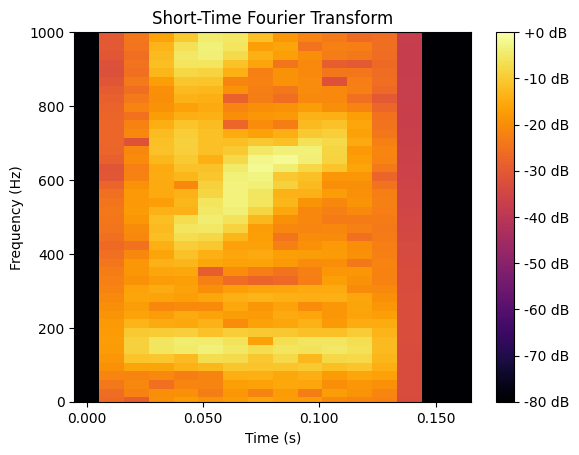 Short-Time Fourier Transform
1000
800
600
400
200
0
Frequency (Hz)
0.000
0.050
0.100
0.150
Time (s)
+0 dB
-10 dB
-20 dB
-30 dB
-40 dB
-50 dB
-60 dB
-70 dB
-80 dB